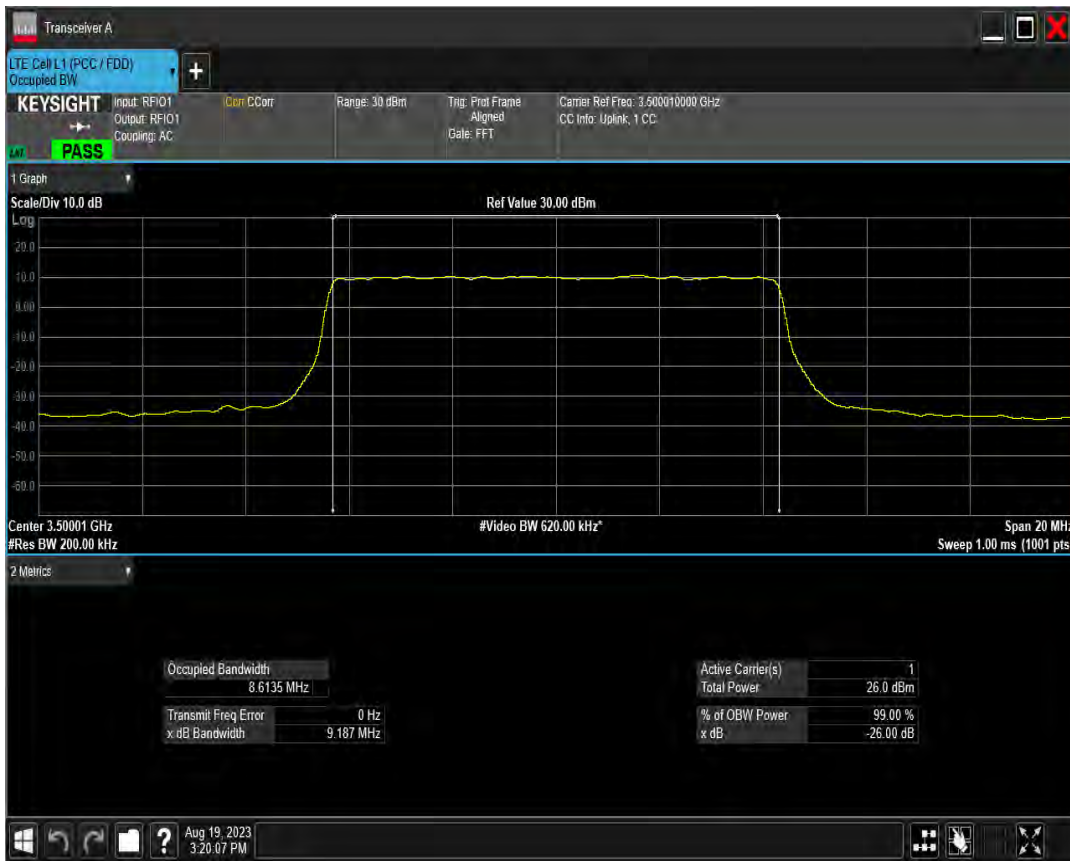 Transceiver A
LTE Cell L1 (PCC / FDD)
Occupied BW
KEYSIGHT
Input: RFIO1
Output: RFIO1
Coupling: AC
Corr CCorr
Range: 30 dBm
Trig: Prot Frame
Aligned
Gate: FFT
Carrier Ref Freq: 3.500010000 GHz
CC Info: Uplink, 1 CC
PASS
1 Graph
Scale/Div 10.0 dB
Ref Value 30.00 dBm
Log
20.0
10.0
0.00
-10.0
-20.0
-30.0
-40.0
-50.0
-60.0
Center 3.50001 GHz
#Video BW 620.00 kHz*
Span 20 MHz
#Res BW 200.00 kHz
Sweep 1.00 ms (1001 pts
2 Metrics
Occupied Bandwidth
8.6135 MHz
Transmit Freq Error 0 Hz
x dB Bandwidth 9.187 MHz
Active Carrier(s) 1
Total Power 26.0 dBm
% of OBW Power 99.00 %
x dB -26.00 dB
Aug 19, 2023
3:20:07 PM